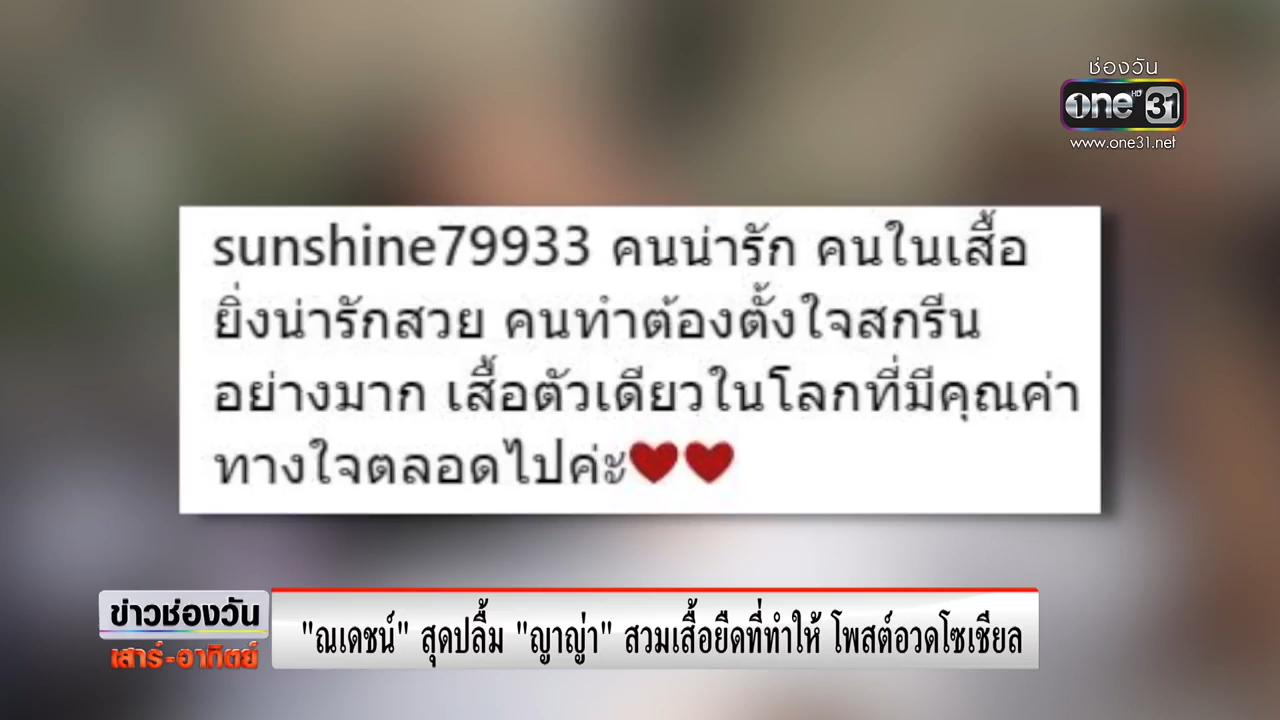 ช่องวัน
one HD 31
www.one31.net
sunshine79933 คนน่ารัก คนในเสื้อ
ยิ่งน่ารักสวย คนทำต้องตั้งใจสกรีน
อย่างมาก เสื้อตัวเดียวในโลกที่มีคุณค่า
ทางใจตลอดไปค่ะ❤❤
ข่าวช่องวัน
เสาร์-อาทิตย์
"ณเดชน์" สุดปลื้ม "ญาญ่า" สวมเสื้อยืดที่ทำให้ โพสต์อวดโซเชียล